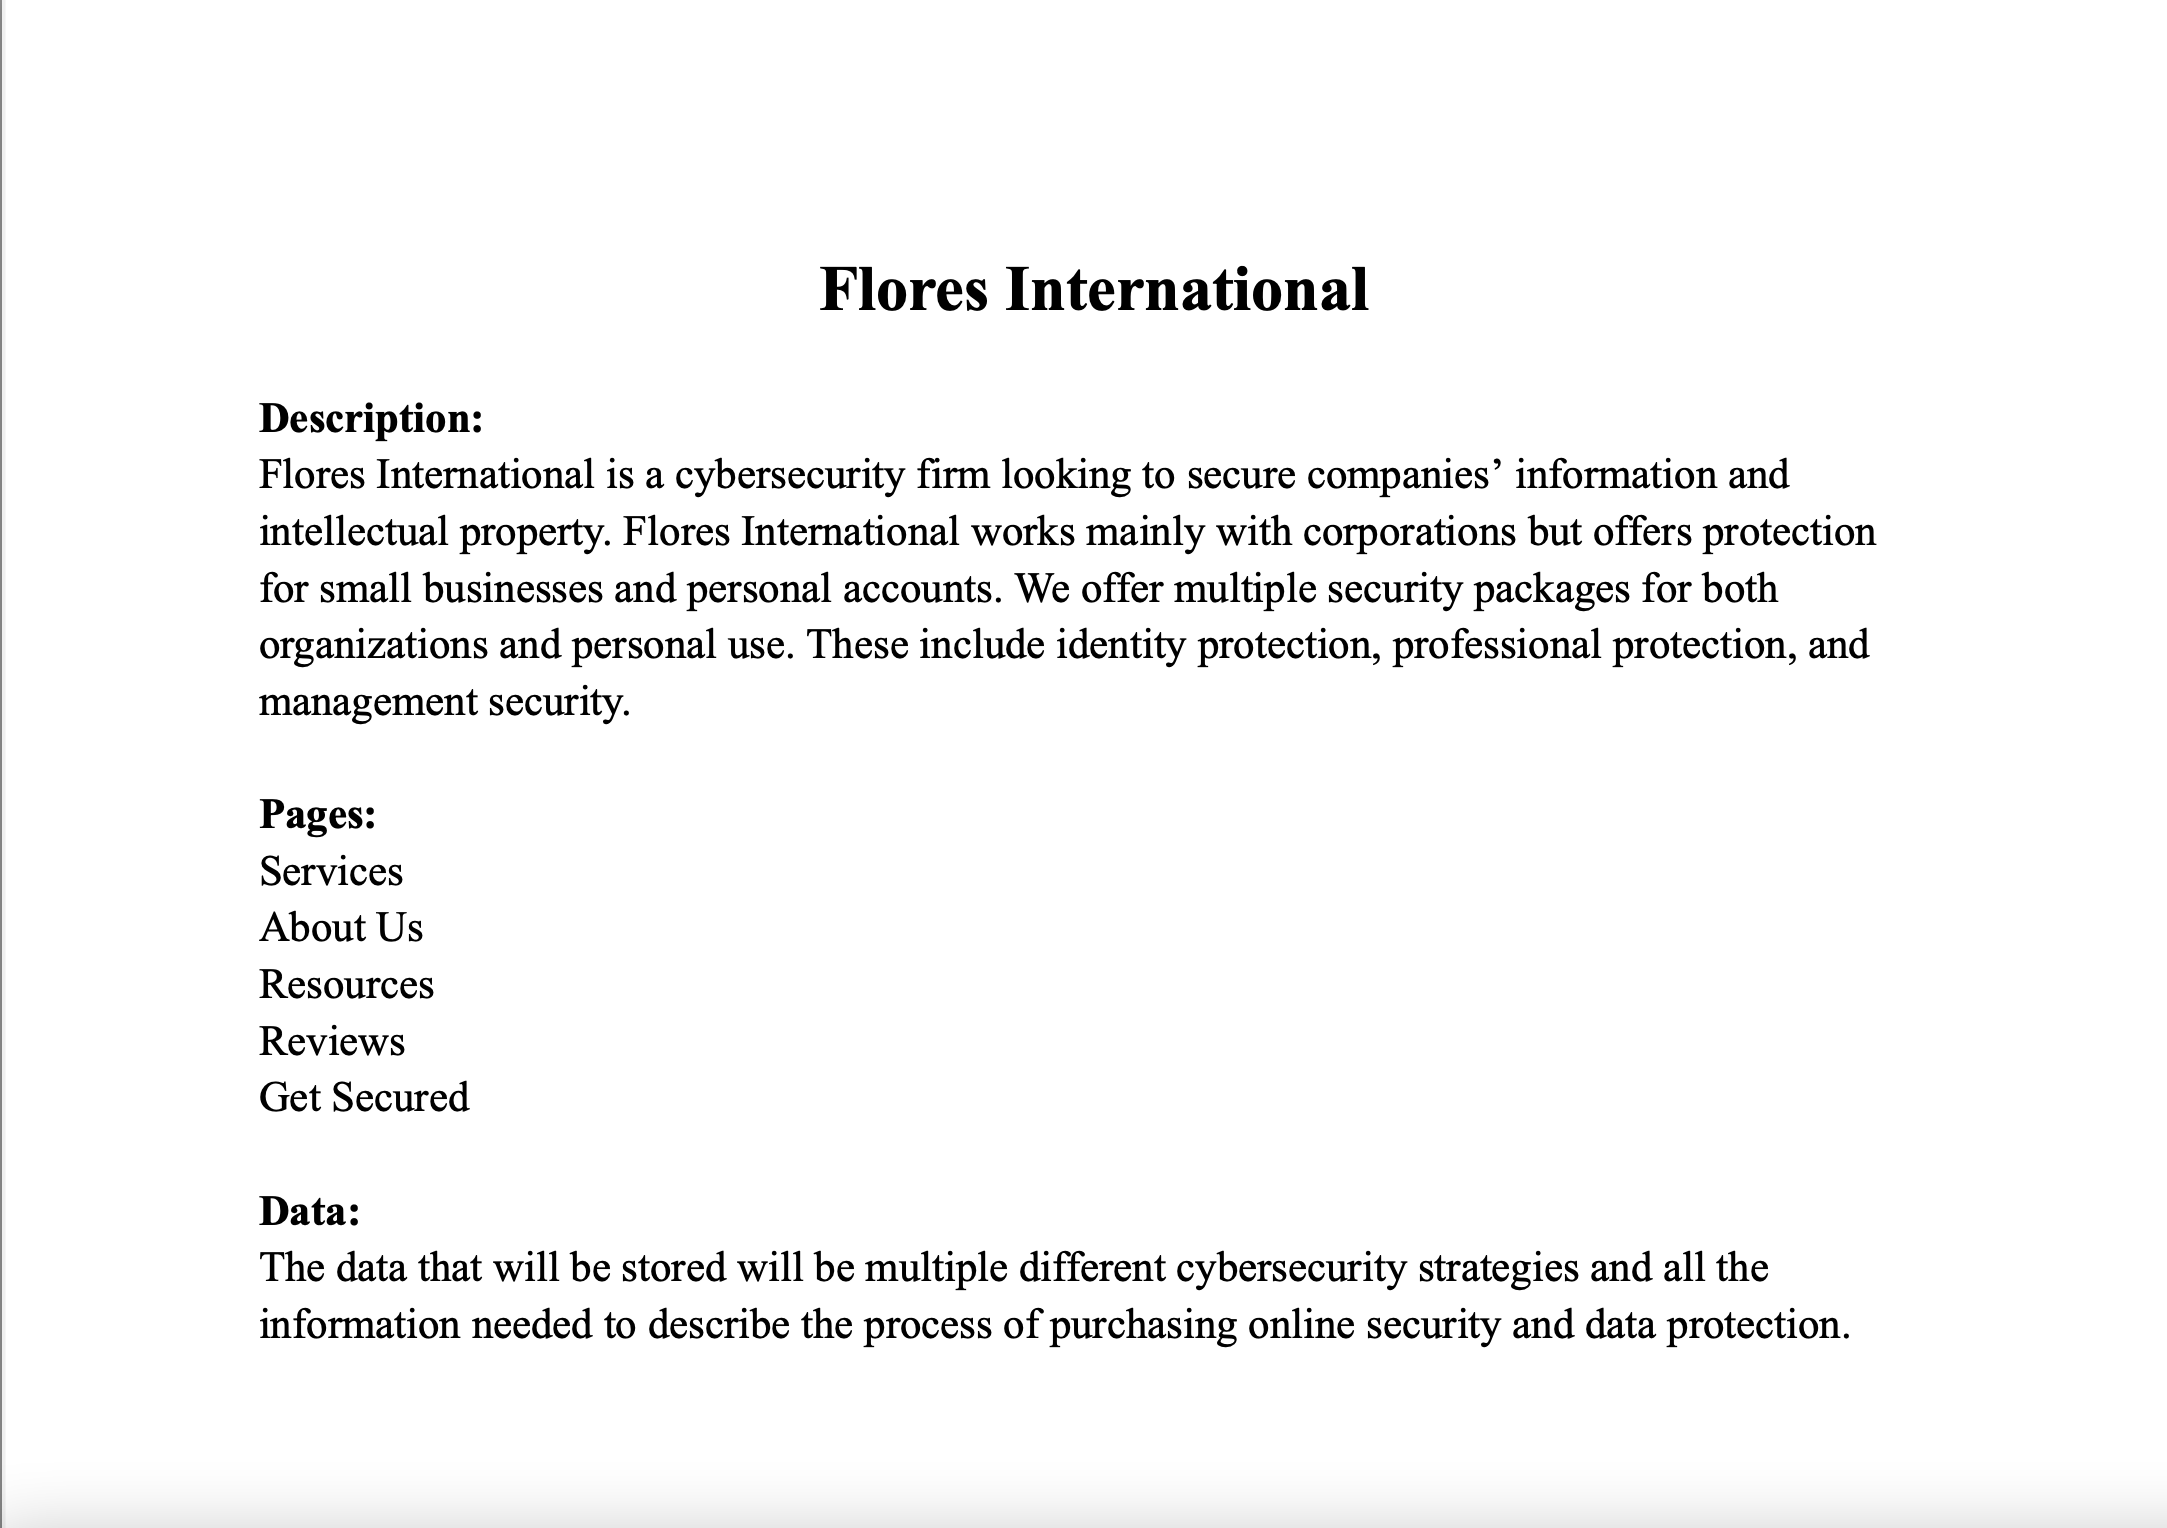 Flores International
Description:
Flores International is a cybersecurity firm looking to secure companies’ information and
intellectual property. Flores International works mainly with corporations but offers protection
for small businesses and personal accounts. We offer multiple security packages for both
organizations and personal use. These include identity protection, professional protection, and
management security.
Pages:
Services
About Us
Resources
Reviews
Get Secured
Data:
The data that will be stored will be multiple different cybersecurity strategies and all the
information needed to describe the process of purchasing online security and data protection.